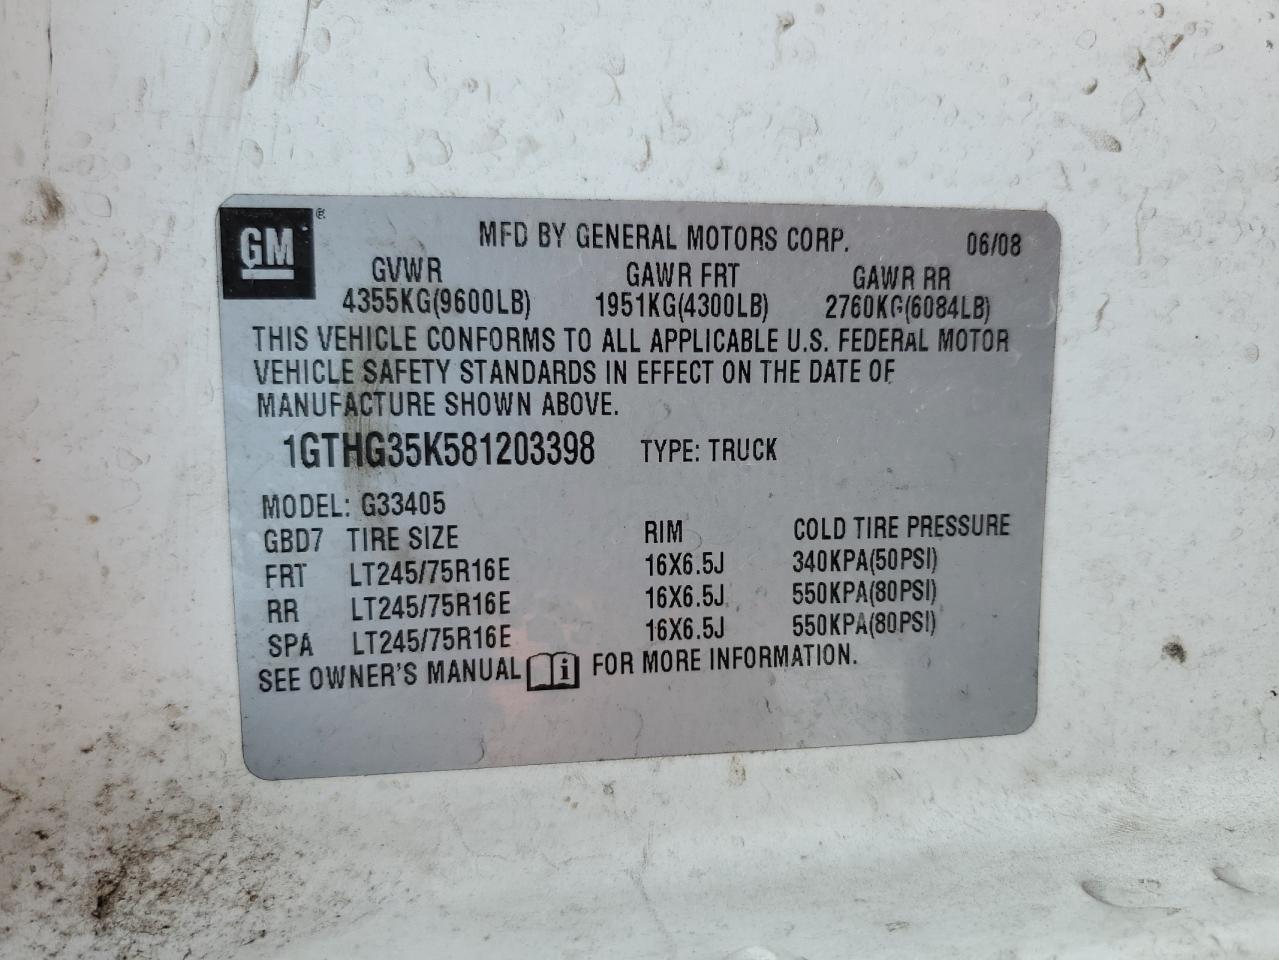 GM ®
MFD BY GENERAL MOTORS CORP. 06/08
GVWR GAWR FRT GAWR RR
4355KG(9600LB) 1951KG(4300LB) 2760KG(6084LB)
THIS VEHICLE CONFORMS TO ALL APPLICABLE U.S. FEDERAL MOTOR
VEHICLE SAFETY STANDARDS IN EFFECT ON THE DATE OF
MANUFACTURE SHOWN ABOVE.
1GTHG35K581203398 TYPE: TRUCK
MODEL: G33405
GBD7 TIRE SIZE RIM COLD TIRE PRESSURE
FRT LT245/75R16E 16X6.5J 340KPA(50PSI)
RR LT245/75R16E 16X6.5J 550KPA(80PSI)
SPA LT245/75R16E 16X6.5J 550KPA(80PSI)
SEE OWNER'S MANUAL i FOR MORE INFORMATION.